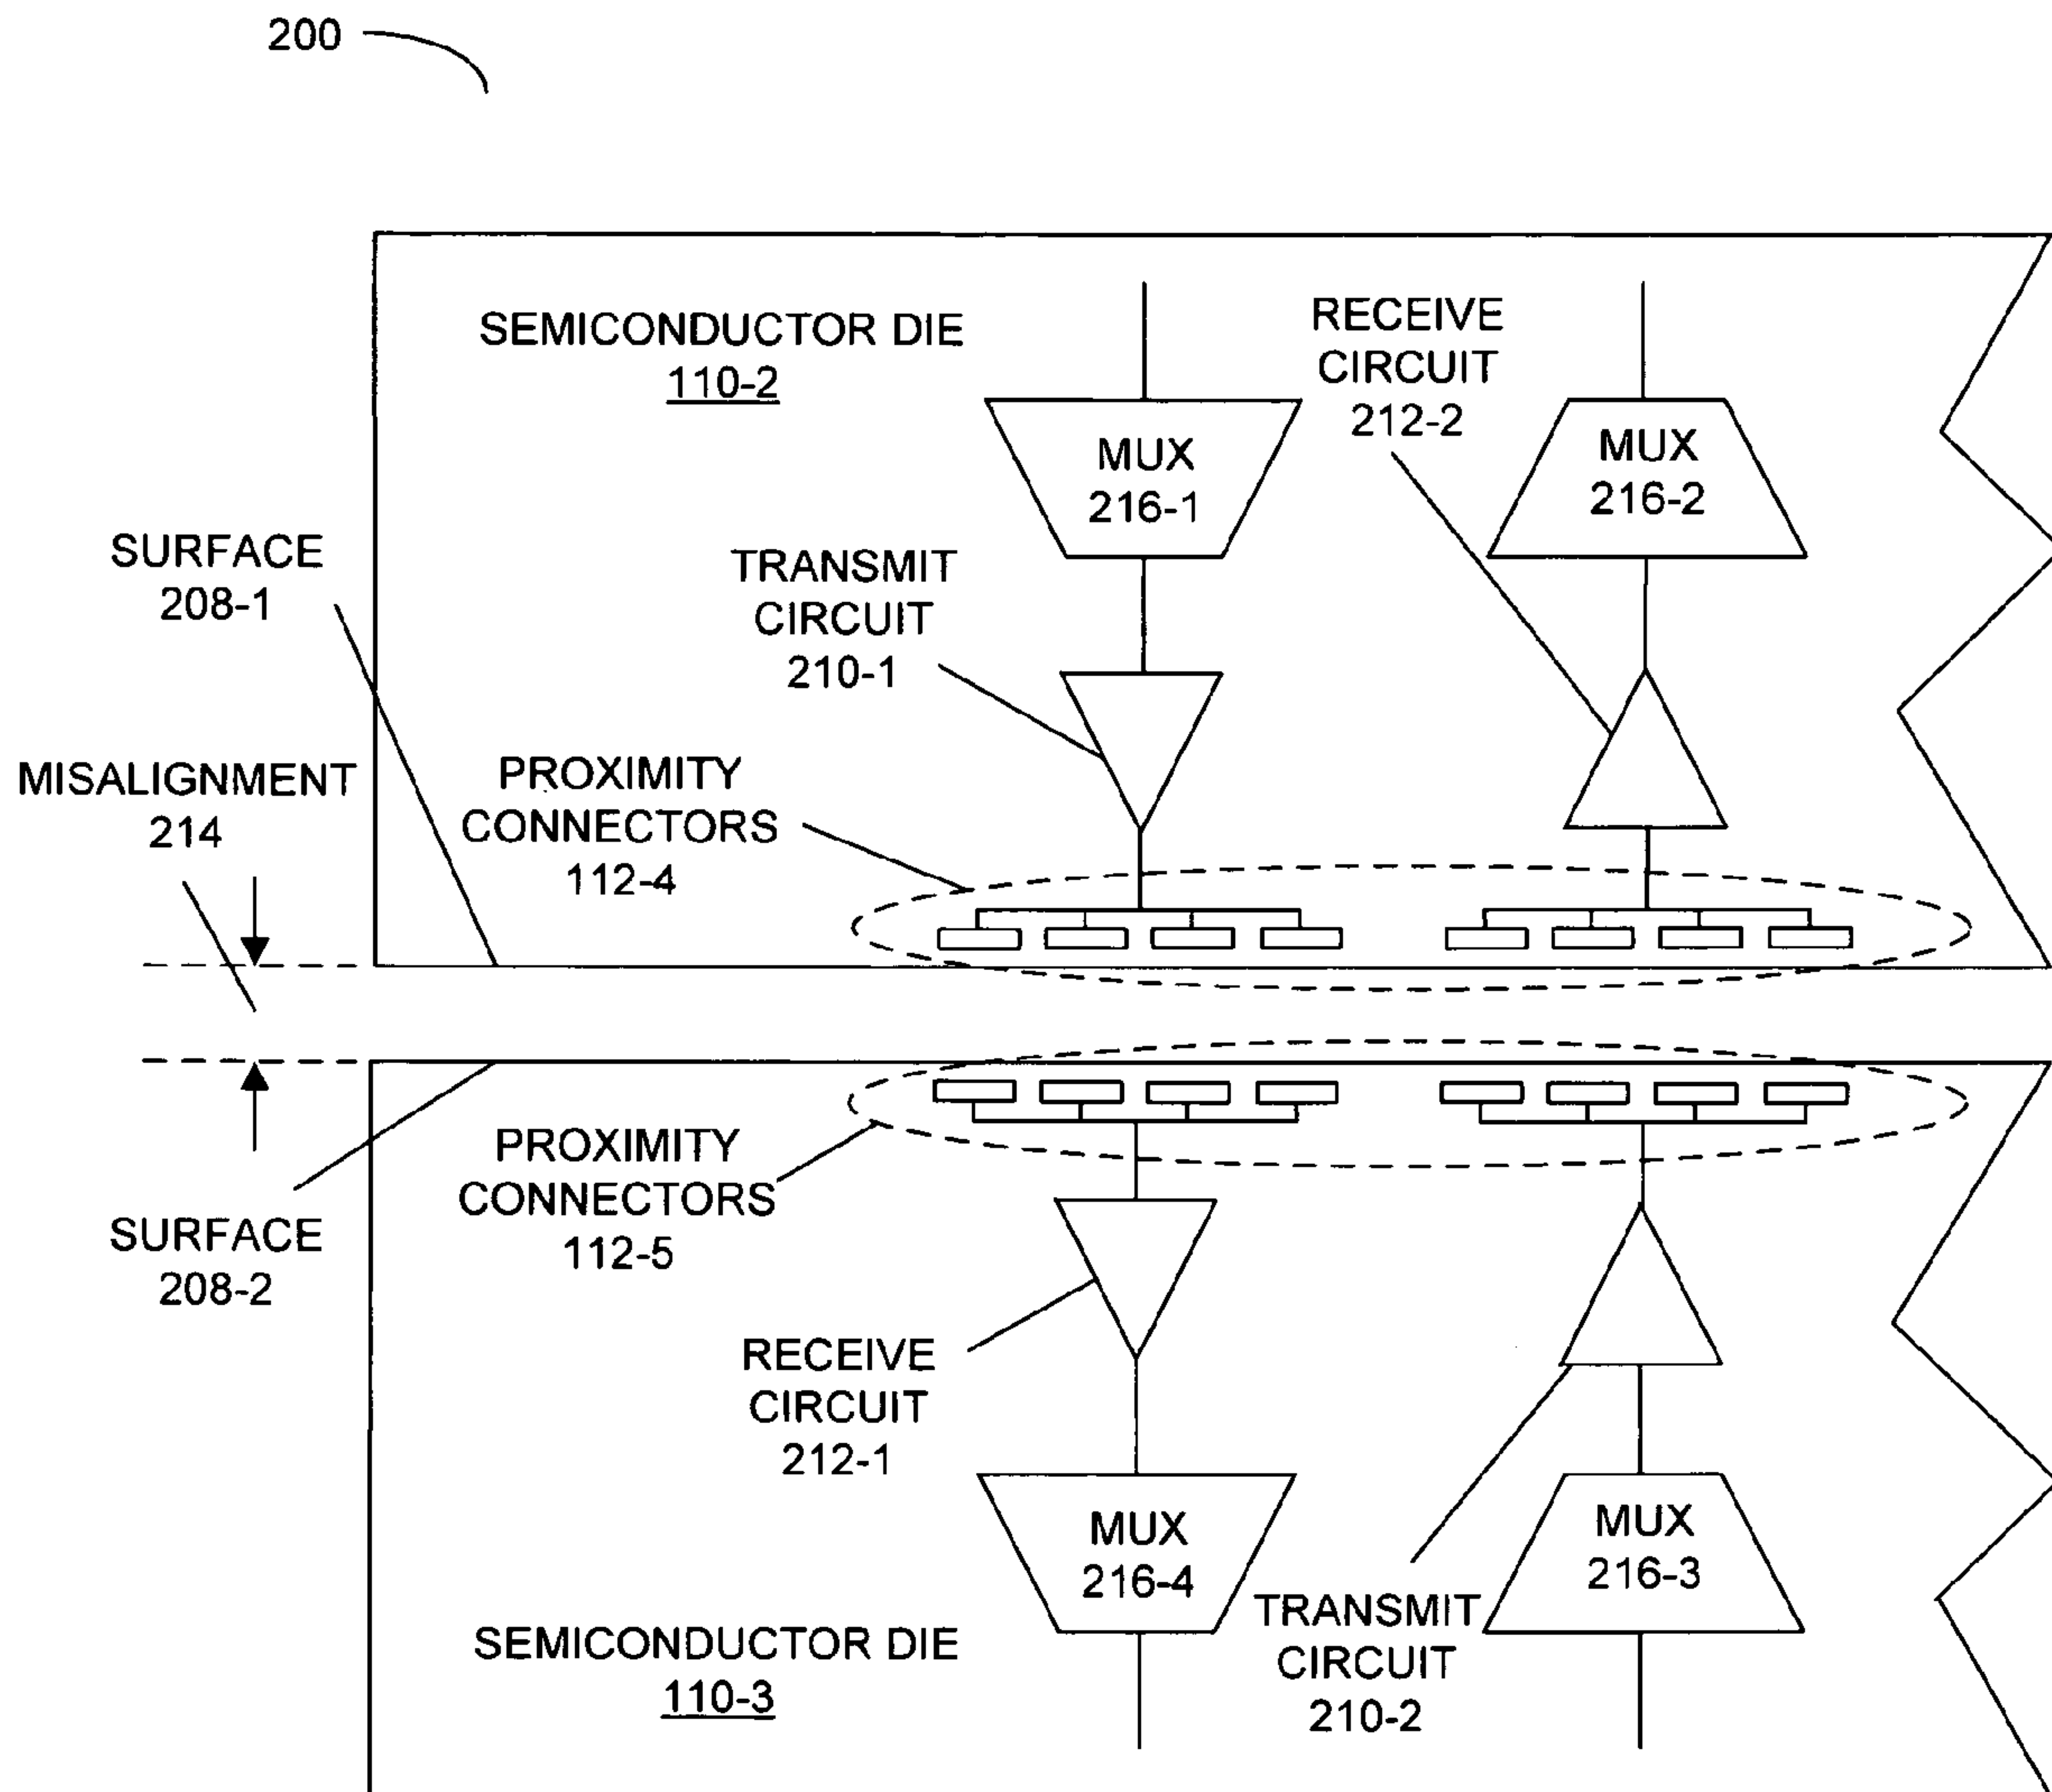 200
SEMICONDUCTOR DIE
110-2
RECEIVE
CIRCUIT
212-2
MUX
216-1
MUX
216-2
SURFACE
208-1
TRANSMIT
CIRCUIT
210-1
MISALIGNMENT
214
PROXIMITY
CONNECTORS
112-4
PROXIMITY
CONNECTORS
112-5
SURFACE
208-2
RECEIVE
CIRCUIT
212-1
MUX
216-4
MUX
216-3
TRANSMIT
CIRCUIT
210-2
SEMICONDUCTOR DIE
110-3